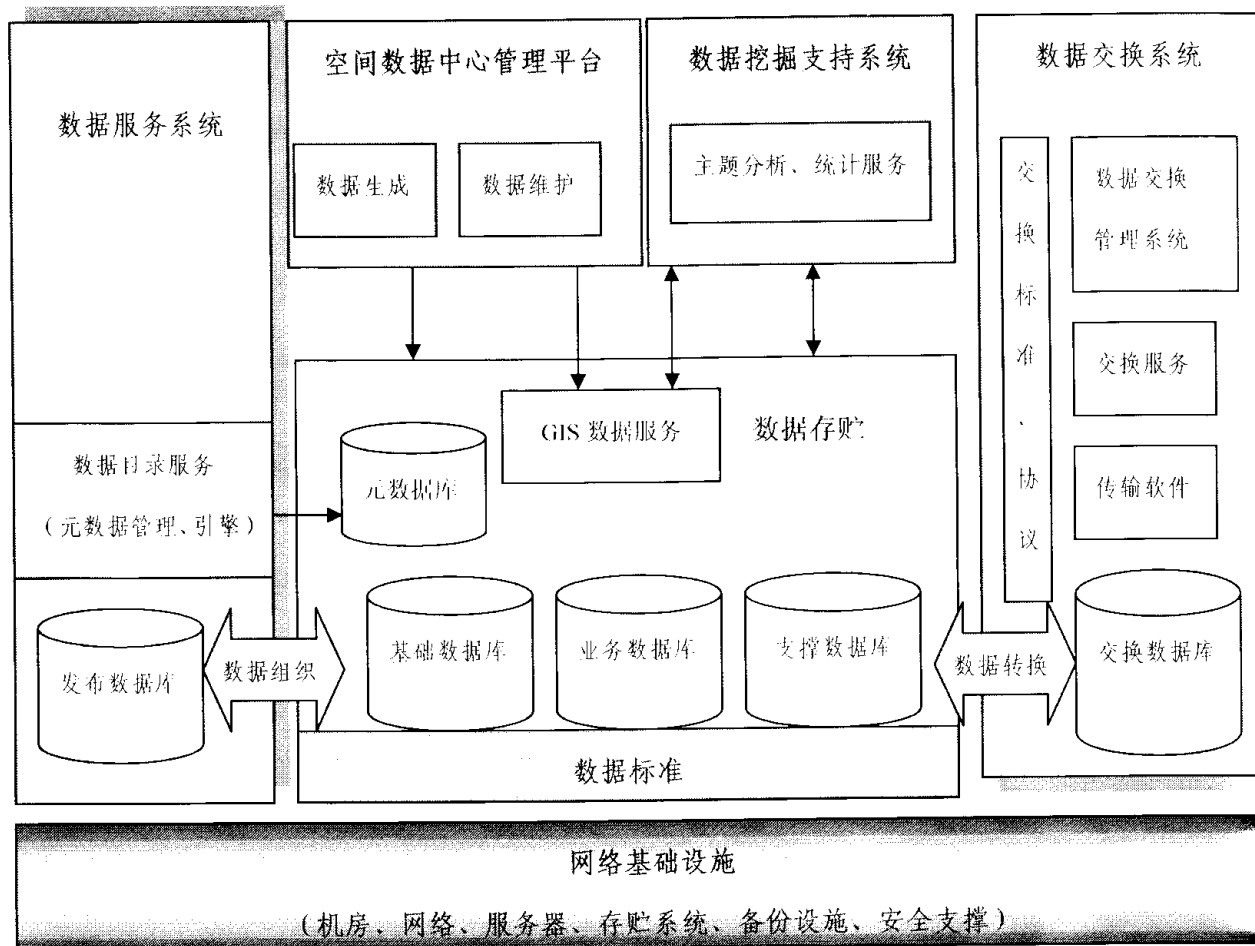 数据服务系统
数据目录服务
（元数据管理、引擎）
发布数据库
数据组织
空间数据中心管理平台
数据生成
数据维护
数据挖掘支持系统
主题分析、统计服务
GIS 数据服务
数据存贮
元数据库
基础数据库
业务数据库
支撑数据库
数据标准
数据转换
数据交换系统
交
换
标
准
、
协
议
数据交换
管理系统
交换服务
传输软件
交换数据库
网络基础设施
（机房、网络、服务器、存贮系统、备份设施、安全支撑）